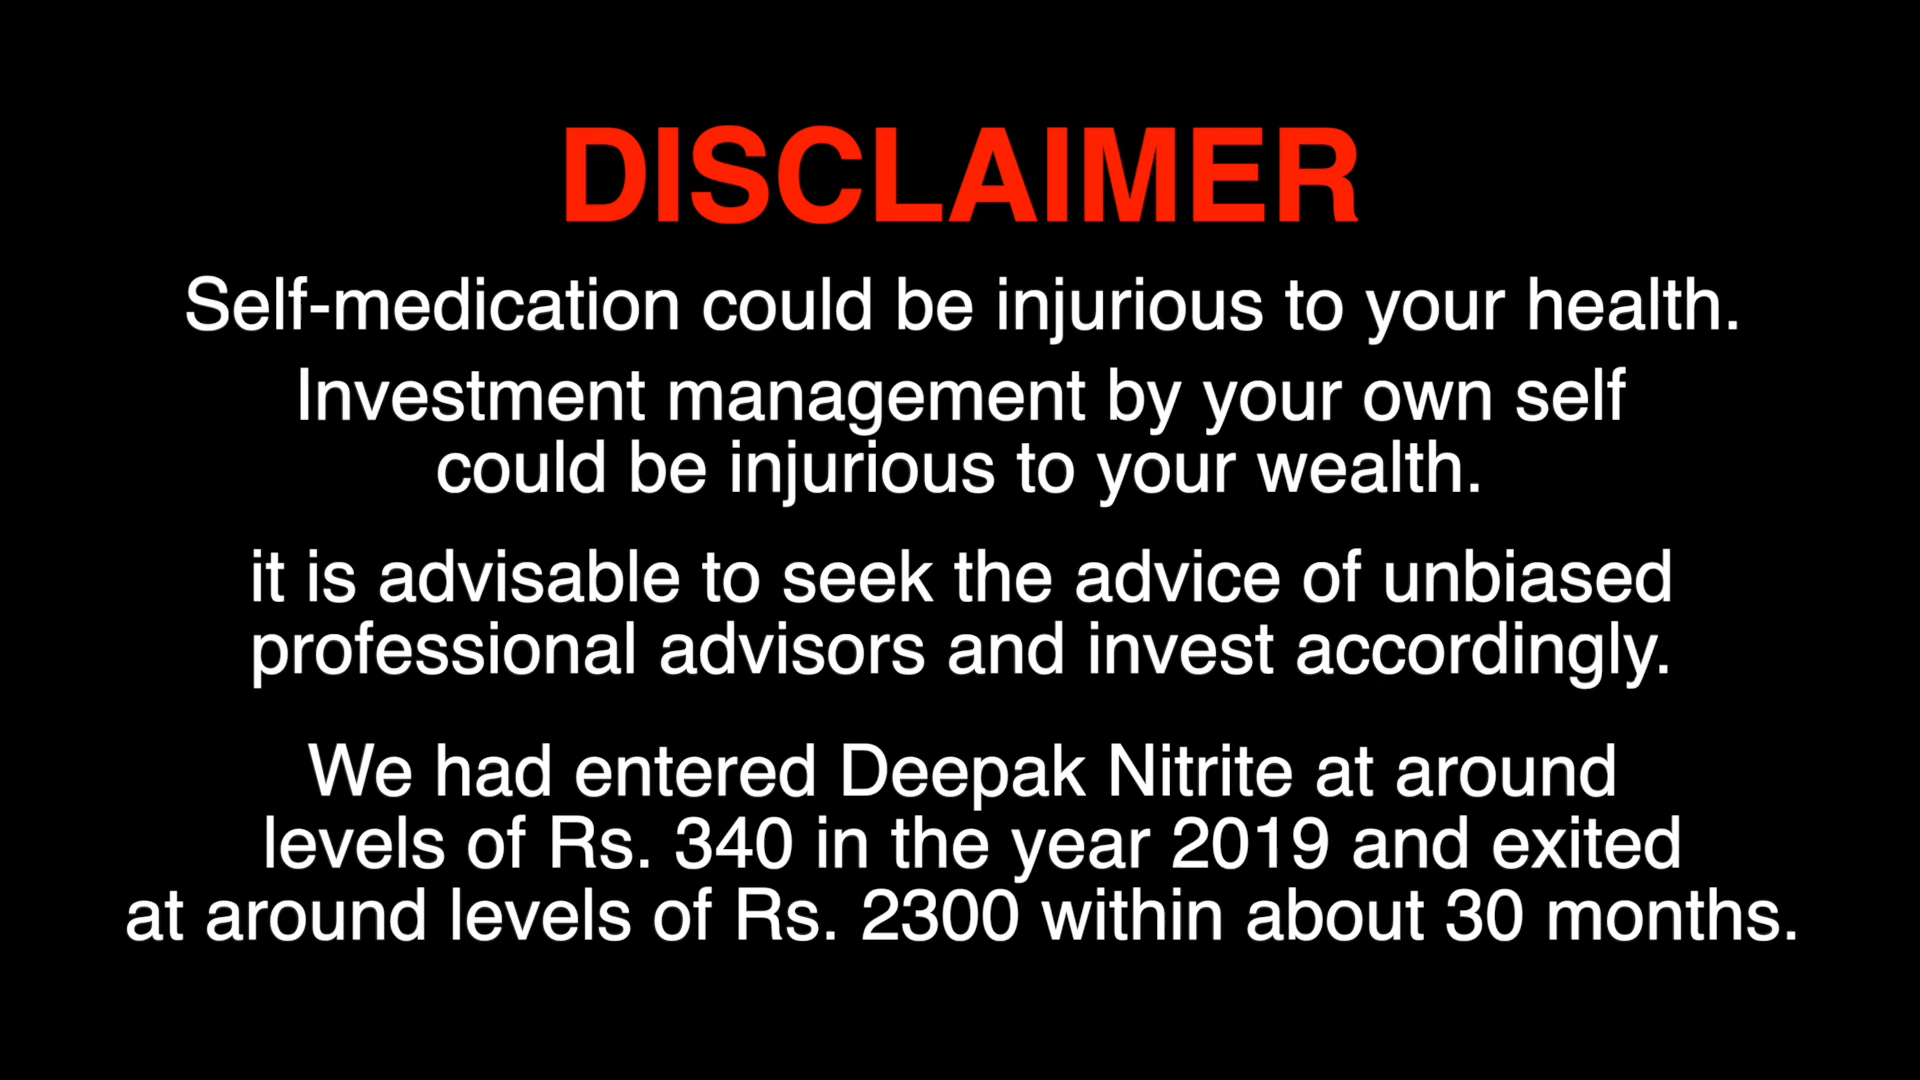 DISCLAIMER
Self-medication could be injurious to your health.
Investment management by your own self
could be injurious to your wealth.
it is advisable to seek the advice of unbiased
professional advisors and invest accordingly.
We had entered Deepak Nitrite at around
levels of Rs. 340 in the year 2019 and exited
at around levels of Rs. 2300 within about 30 months.